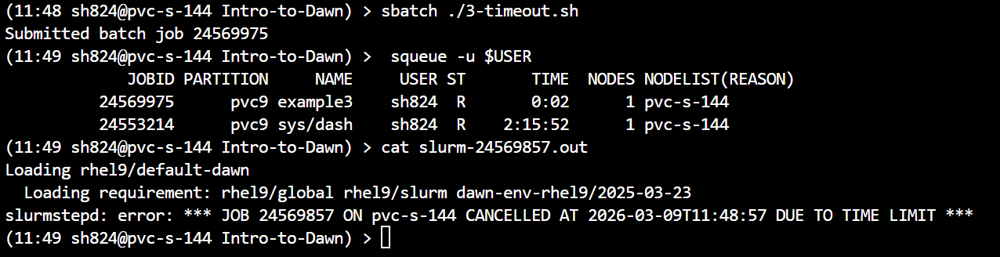 (11:48 sh824@pvc-s-144 Intro-to-Dawn) > sbatch ./3-timeout.sh
Submitted batch job 24569975
(11:49 sh824@pvc-s-144 Intro-to-Dawn) >  squeue -u $USER
             JOBID PARTITION     NAME     USER ST       TIME  NODES NODELIST(REASON)
          24569975      pvc9 example3    sh824  R       0:02      1 pvc-s-144
          24553214      pvc9 sys/dash    sh824  R    2:15:52      1 pvc-s-144
(11:49 sh824@pvc-s-144 Intro-to-Dawn) > cat slurm-24569857.out
Loading rhel9/default-dawn
  Loading requirement: rhel9/global rhel9/slurm dawn-env-rhel9/2025-03-23
slurmstepd: error: *** JOB 24569857 ON pvc-s-144 CANCELLED AT 2026-03-09T11:48:57 DUE TO TIME LIMIT ***
(11:49 sh824@pvc-s-144 Intro-to-Dawn) >